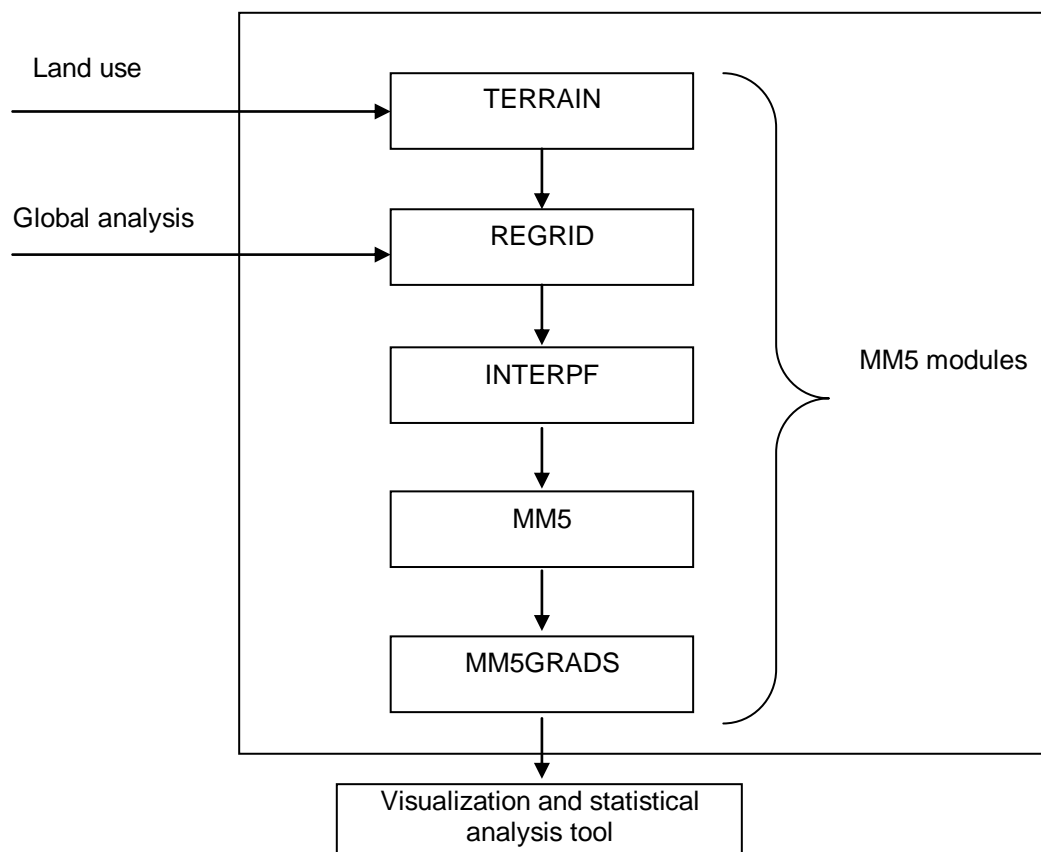 Land use
TERRAIN
Global analysis
REGRID
INTERPF
MM5 modules
MM5
MM5GRADS
Visualization and statistical
analysis tool